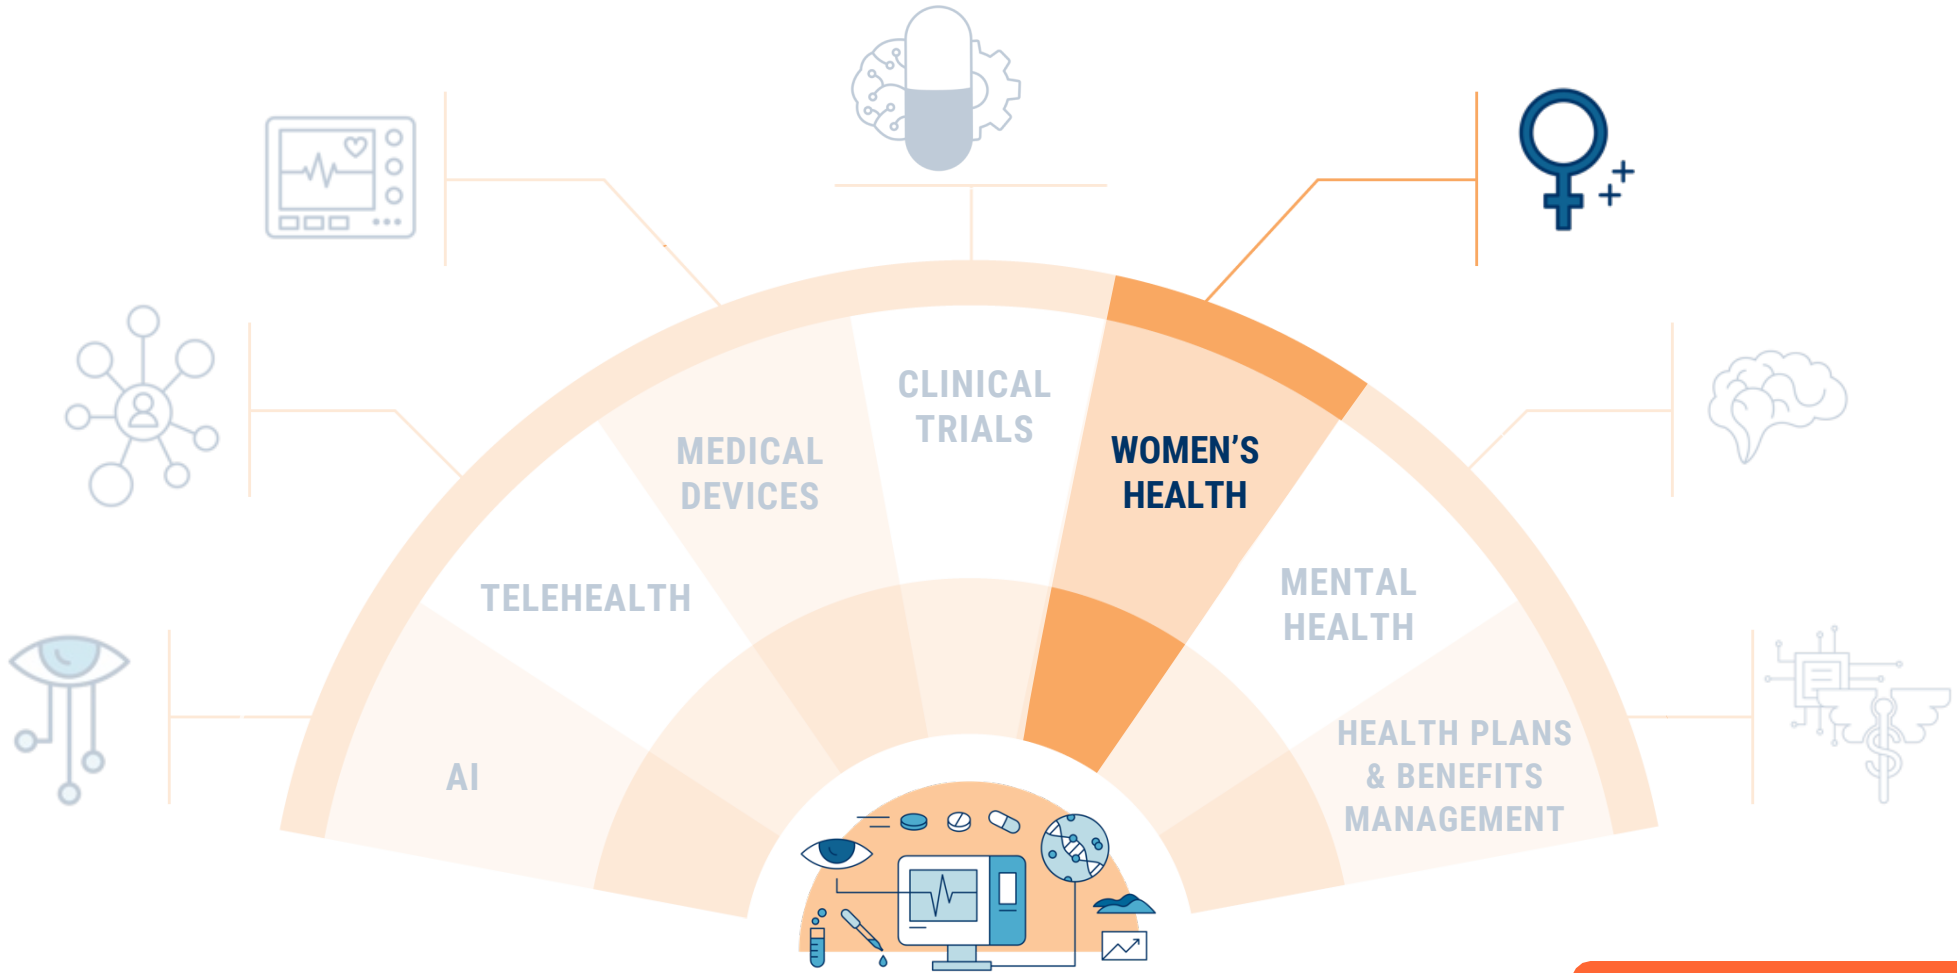 CLINICAL
TRIALS
MEDICAL
DEVICES
WOMEN’S
HEALTH
TELEHEALTH
MENTAL
HEALTH
AI
HEALTH PLANS
& BENEFITS
MANAGEMENT